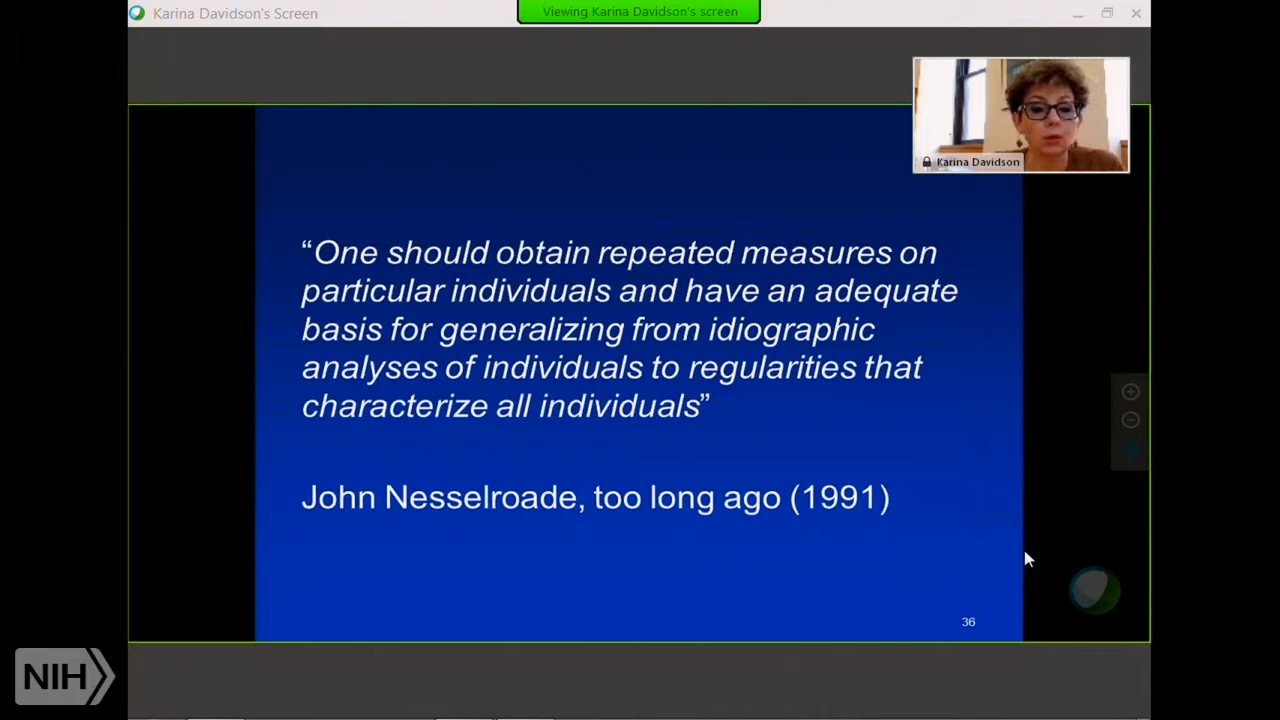 Karina Davidson's Screen
Viewing Karina Davidson's screen
Karina Davidson
“One should obtain repeated measures on
particular individuals and have an adequate
basis for generalizing from idiographic
analyses of individuals to regularities that
characterize all individuals”
John Nesselroade, too long ago (1991)
36
NIH